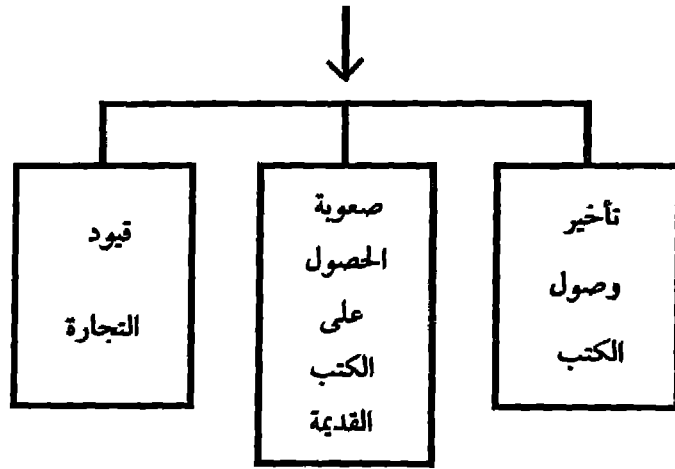 تأخير
وصول
الكتب
صعوبة
الحصول
على
الكتب
القديمة
قيود
التجارة